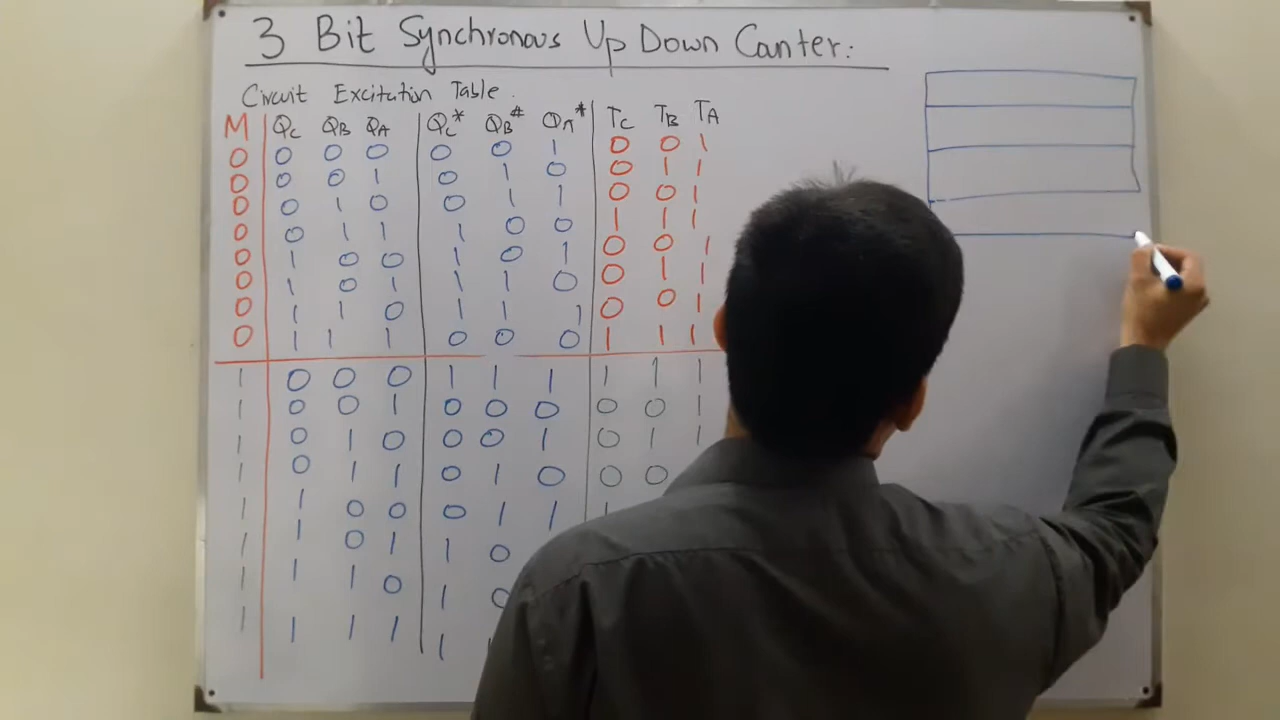 3 Bit Synchronous Up Down Canter:
Circuit Excitation Table.
M QC QB QA QC* QB* QA* TC TB TA
0 0 0 0 0 0 1 0 0 1
0 0 0 1 0 1 0 0 1 1
0 0 1 0 0 1 1 0 0 1
0 0 1 1 1 0 0 1 1 1
0 1 0 0 1 0 1 0 0 1
0 1 0 1 1 1 0 0 1 1
0 1 1 0 1 1 1 0 0 1
0 1 1 1 0 0 0 1 1 1
1 0 0 0 1 1 1 1 1 1
1 0 0 1 0 0 0 0 0 1
1 0 1 0 0 0 1 0 1 1
1 0 1 1 0 1 0 0 0
1 1 0 0 0 1 1 1
1 1 0 1 1 0
1 1 1 0 1 0
1 1 1 1 1